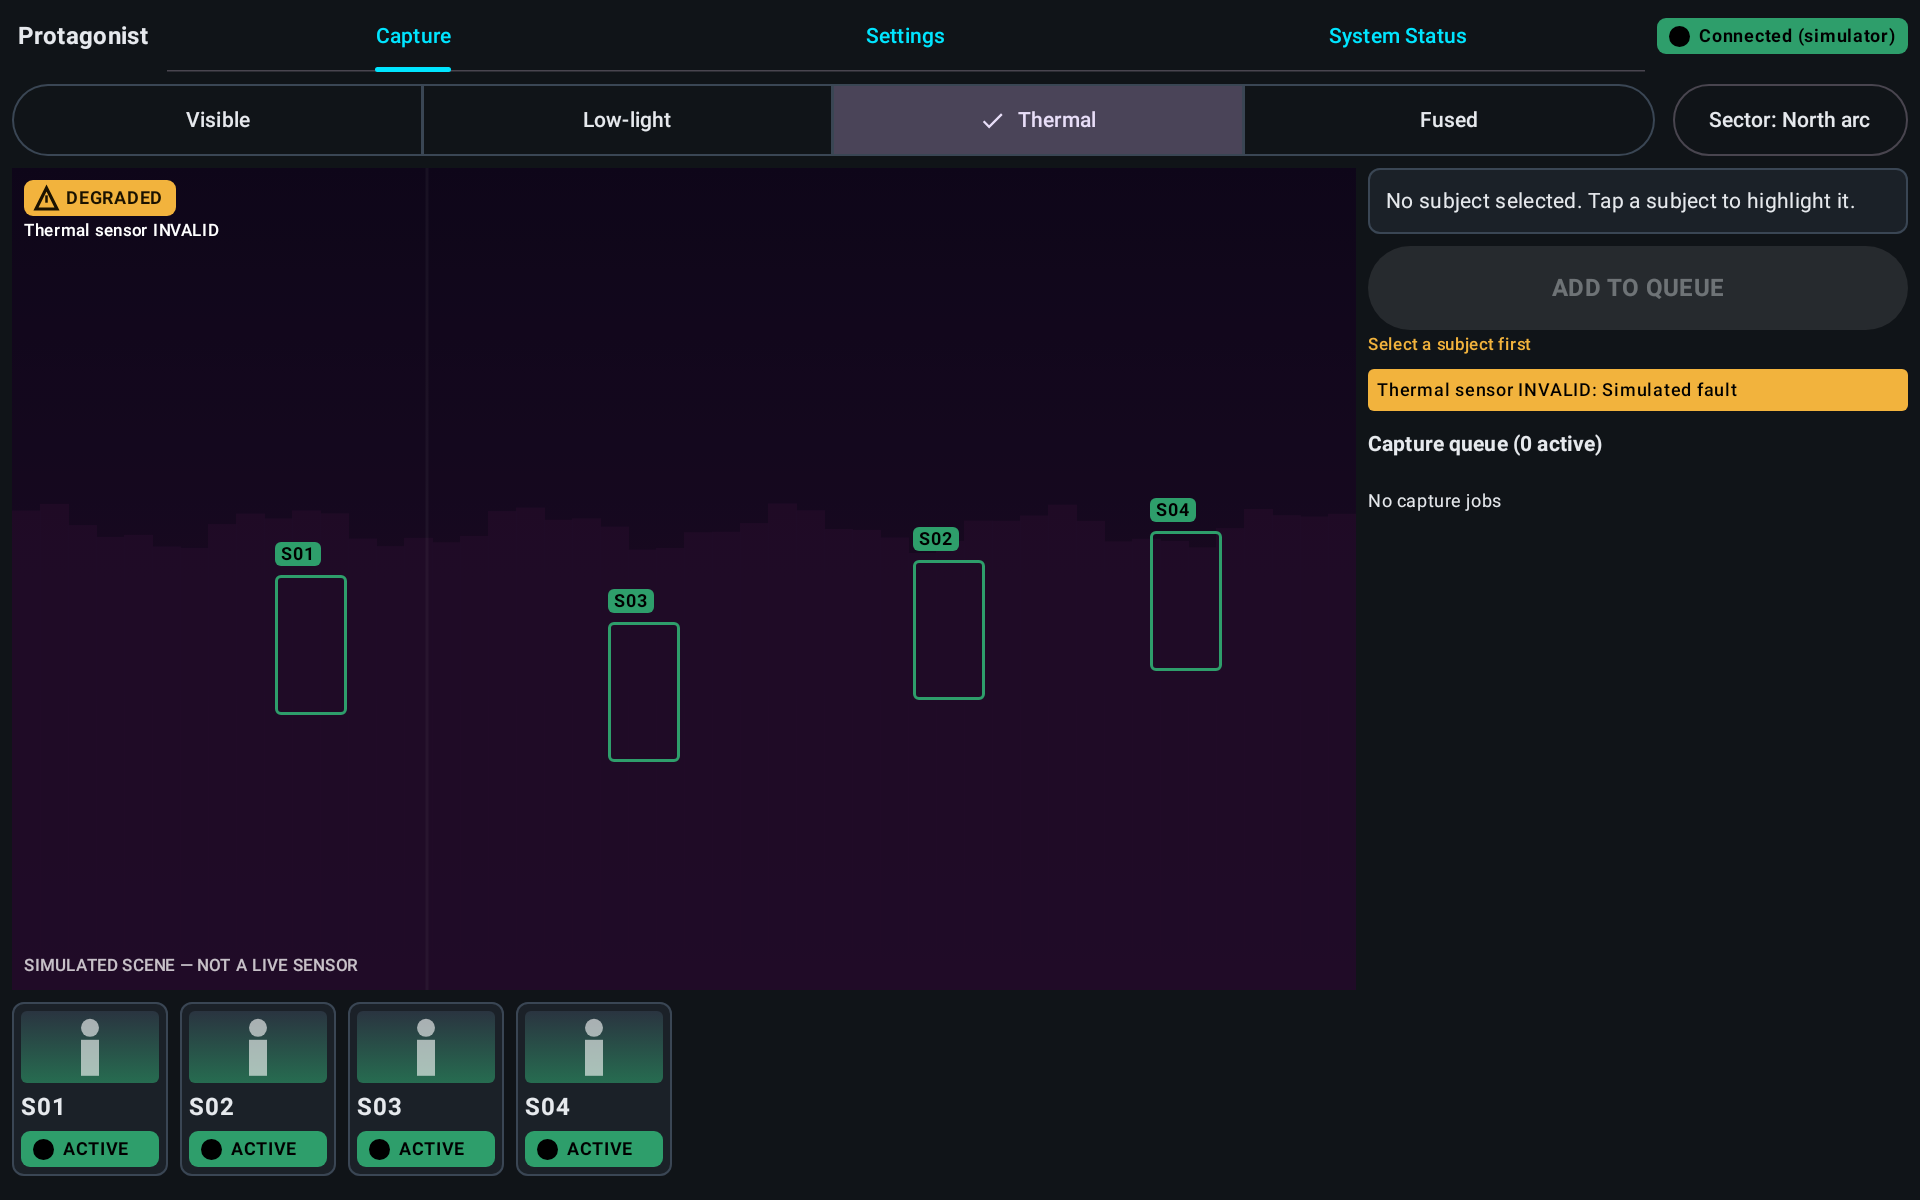 Protagonist
Capture
Settings
System Status
Connected (simulator)
Visible
Low-light
Thermal
Fused
Sector: North arc
DEGRADED
Thermal sensor INVALID
No subject selected. Tap a subject to highlight it.
ADD TO QUEUE
Select a subject first
Thermal sensor INVALID: Simulated fault
Capture queue (0 active)
No capture jobs
S04
S02
S01
S03
SIMULATED SCENE — NOT A LIVE SENSOR
S01
ACTIVE
S02
ACTIVE
S03
ACTIVE
S04
ACTIVE